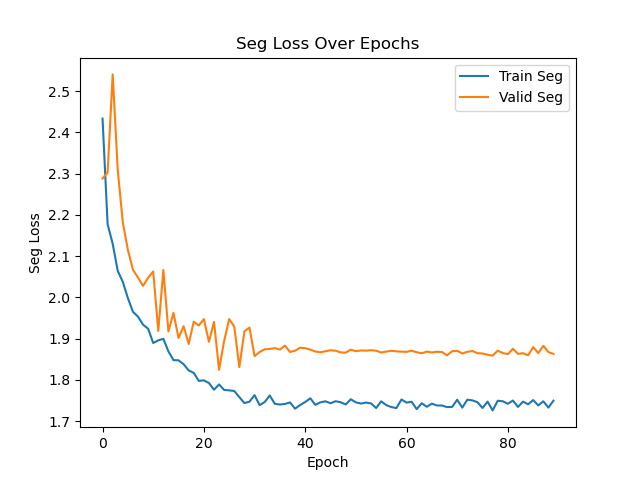 Seg Loss Over Epochs
Train Seg
Valid Seg
Seg Loss
2.5
2.4
2.3
2.2
2.1
2.0
1.9
1.8
1.7
0 20 40 60 80
Epoch